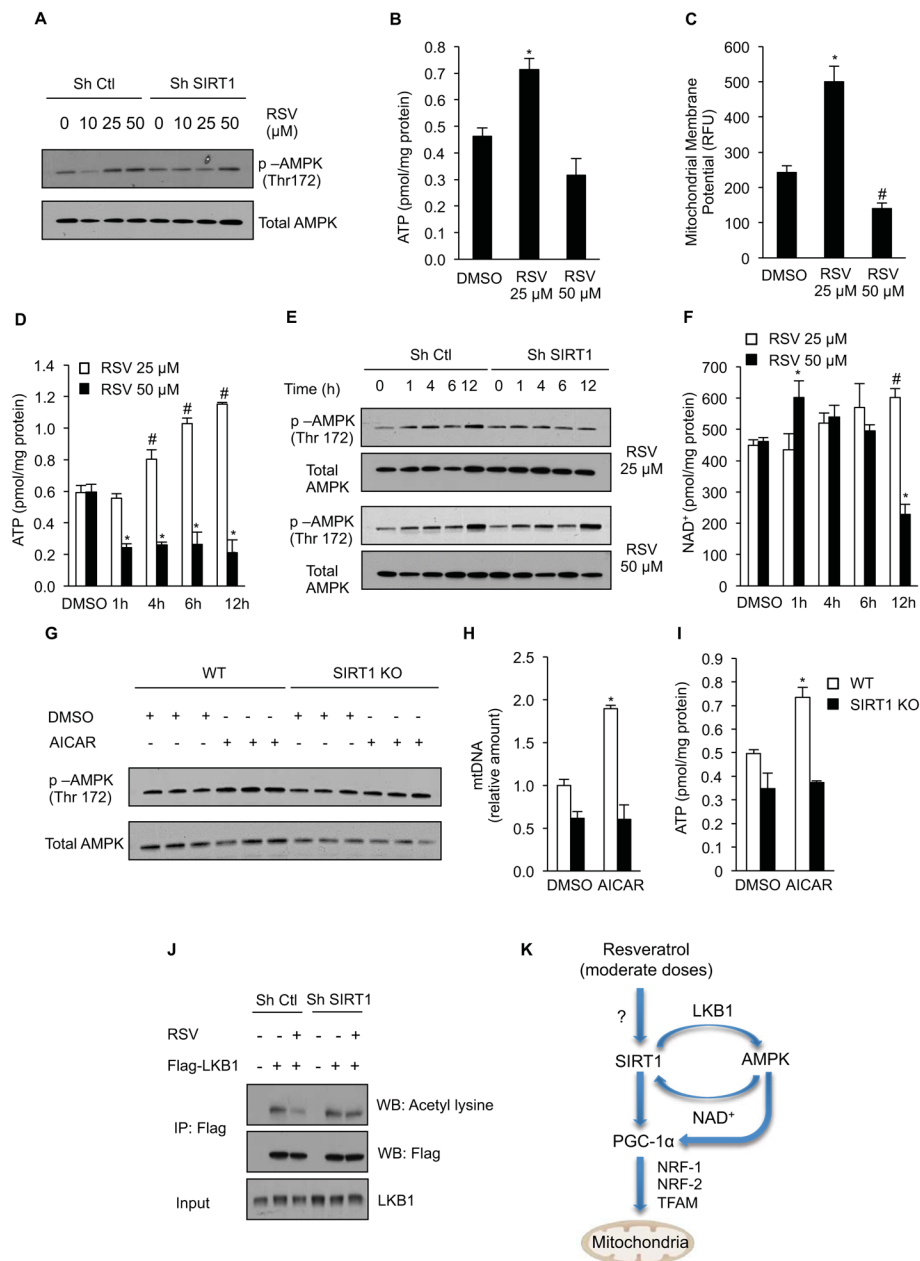 A
Sh Ctl Sh SIRT1
0 10 25 50 0 10 25 50 RSV (µM)
p –AMPK
(Thr172)
Total AMPK
B
ATP (pmol/mg protein)
0.8
0.7
0.6
0.5
0.4
0.3
0.2
0.1
0.0
*
DMSO RSV 25 µM RSV 50 µM
C
Mitochondrial Membrane
Potential (RFU)
600
500
400
300
200
100
0
*
#
DMSO RSV 25 µM RSV 50 µM
D
RSV 25 µM
RSV 50 µM
ATP (pmol/mg protein)
1.4
1.2
1.0
0.8
0.6
0.4
0.2
0.0
# # #
* * * *
DMSO 1h 4h 6h 12h
E
Sh Ctl Sh SIRT1
Time (h) 0 1 4 6 12 0 1 4 6 12
p –AMPK
(Thr 172)
Total
AMPK
RSV
25 µM
p –AMPK
(Thr 172)
Total
AMPK
RSV
50 µM
F
RSV 25 µM
RSV 50 µM
NAD+ (pmol/mg protein)
700
600
500
400
300
200
100
0
* #
*
DMSO 1h 4h 6h 12h
G
WT SIRT1 KO
DMSO + + + - - - + + + - - -
AICAR - - - + + + - - - + + +
p –AMPK
(Thr 172)
Total AMPK
H
mtDNA
(relative amount)
2.5
2.0
1.5
1.0
0.5
0.0
*
DMSO AICAR
I
ATP (pmol/mg protein)
0.9
0.8
0.7
0.6
0.5
0.4
0.3
0.2
0.1
0
*
WT
SIRT1 KO
DMSO AICAR
J
Sh Ctl Sh SIRT1
RSV - - + - - +
Flag-LKB1 - + + - + +
IP: Flag
WB: Acetyl lysine
WB: Flag
Input
LKB1
K
Resveratrol
(moderate doses)
?
LKB1
SIRT1 AMPK
NAD+
PGC-1α
NRF-1
NRF-2
TFAM
Mitochondria